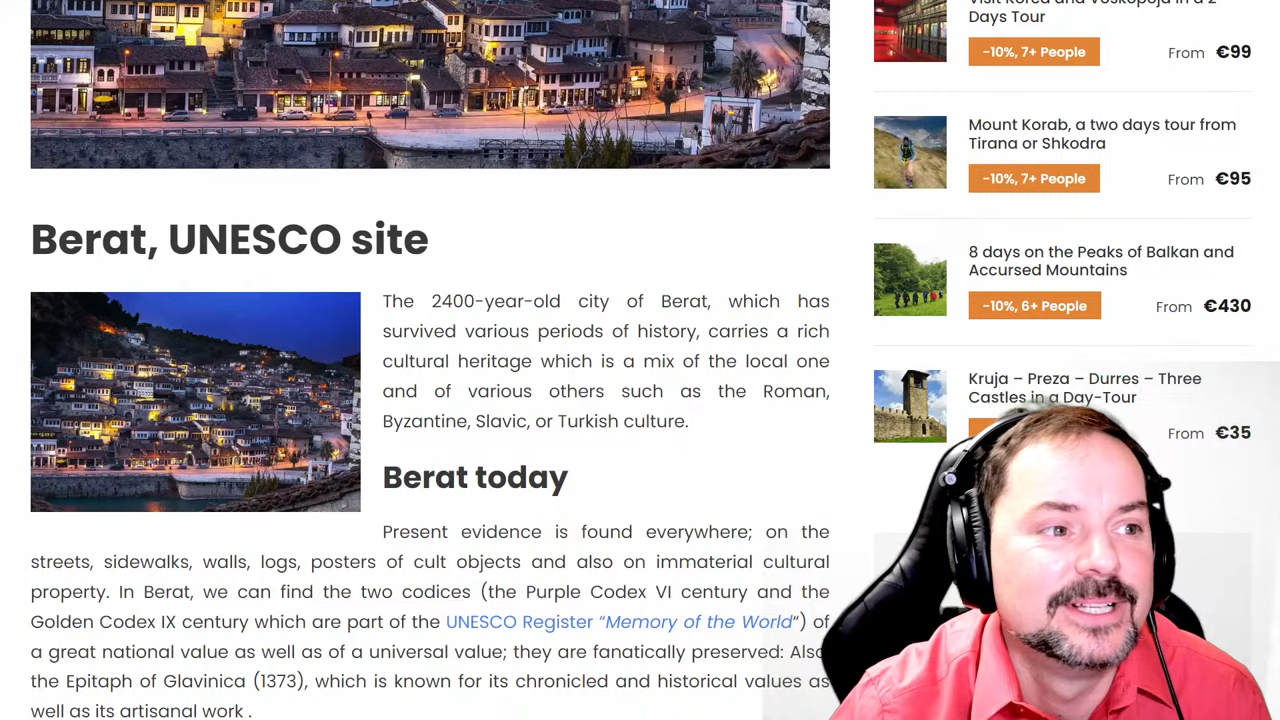 Visit Korca and Voskopoja in a 2
Days Tour
-10%, 7+ People
From €99
Mount Korab, a two days tour from
Tirana or Shkodra
-10%, 7+ People
From €95
8 days on the Peaks of Balkan and
Accursed Mountains
-10%, 6+ People
From €430
Kruja – Preza – Durres – Three
Castles in a Day-Tour
From €35
Berat, UNESCO site
The 2400-year-old city of Berat, which has
survived various periods of history, carries a rich
cultural heritage which is a mix of the local one
and of various others such as the Roman,
Byzantine, Slavic, or Turkish culture.
Berat today
Present evidence is found everywhere; on the
streets, sidewalks, walls, logs, posters of cult objects and also on immaterial cultural
property. In Berat, we can find the two codices (the Purple Codex VI century and the
Golden Codex IX century which are part of the UNESCO Register “Memory of the World“) of
a great national value as well as of a universal value; they are fanatically preserved: Also
the Epitaph of Glavinica (1373), which is known for its chronicled and historical values as
well as its artisanal work .